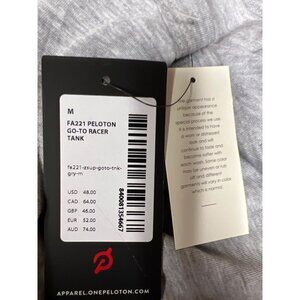 M
FA221 PELOTON
GO-TO RACER
TANK
fa221-zxup-goto-tnk-
gry-m
USD 48.00
CAD 64.00
GBP 46.00
EUR 52.00
AUD 74.00
840081354667
APPAREL.ONEPELOTON.COM
garment has a
unique appearance
because of the
special process we use.
It is intended to have
a worn or distressed
look and will
continue to fade and
become softer with
each wash. Some color
may be uneven or rub
off and different
garments will vary in
color which is normal.